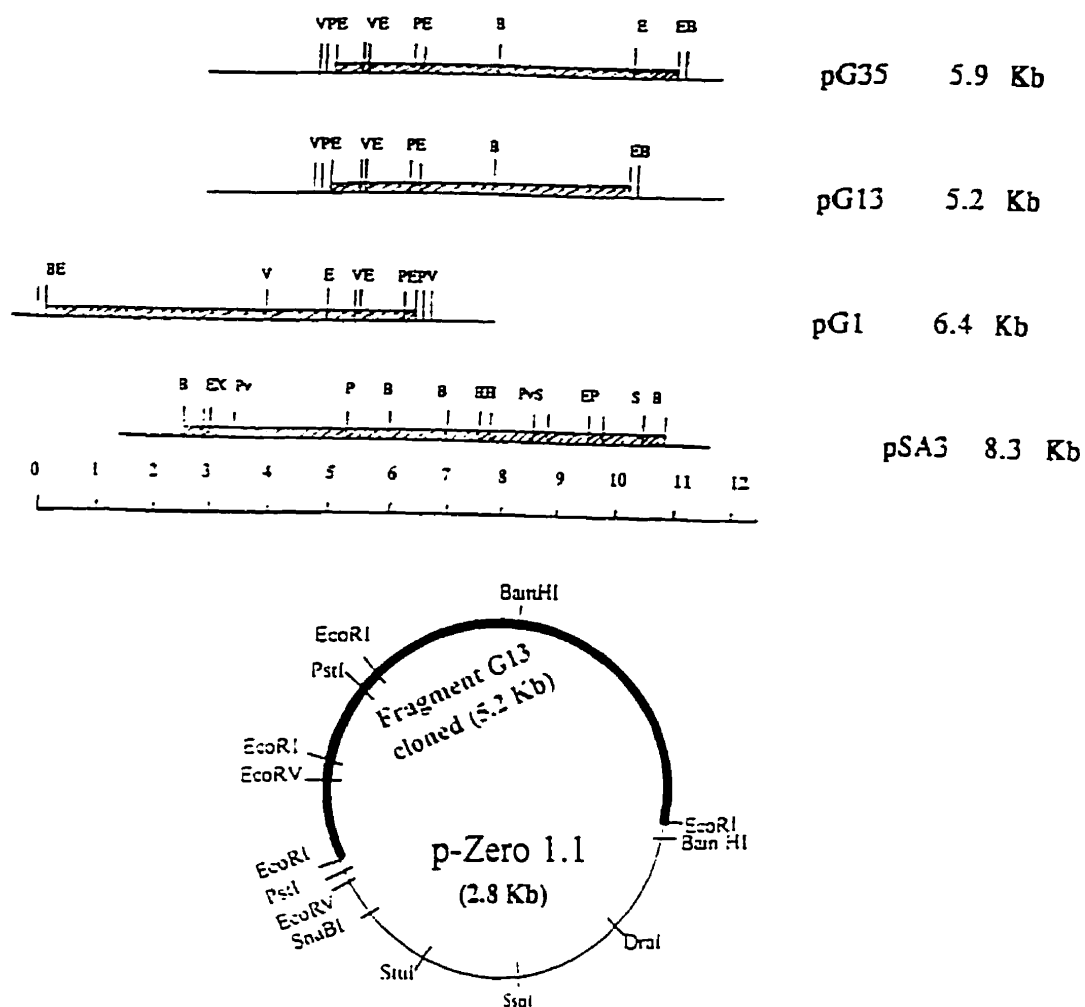 VPE VE PE B E EB
pG35 5.9 Kb
VPE VE PE B EB
pG13 5.2 Kb
BE V E VE PEPV
pG1 6.4 Kb
B EX Pv P B B HH PvS EP S B
pSA3 8.3 Kb
0 1 2 3 4 5 6 7 8 9 10 11 12
BamHI
EcoRI
PstI
Fragment G13
cloned (5.2 Kb)
EcoRI
EcoRV
EcoRI
Bam HI
p-Zero 1.1
(2.8 Kb)
EcoRI
PstI
EcoRV
SnaBI
DraI
StuI
SspI